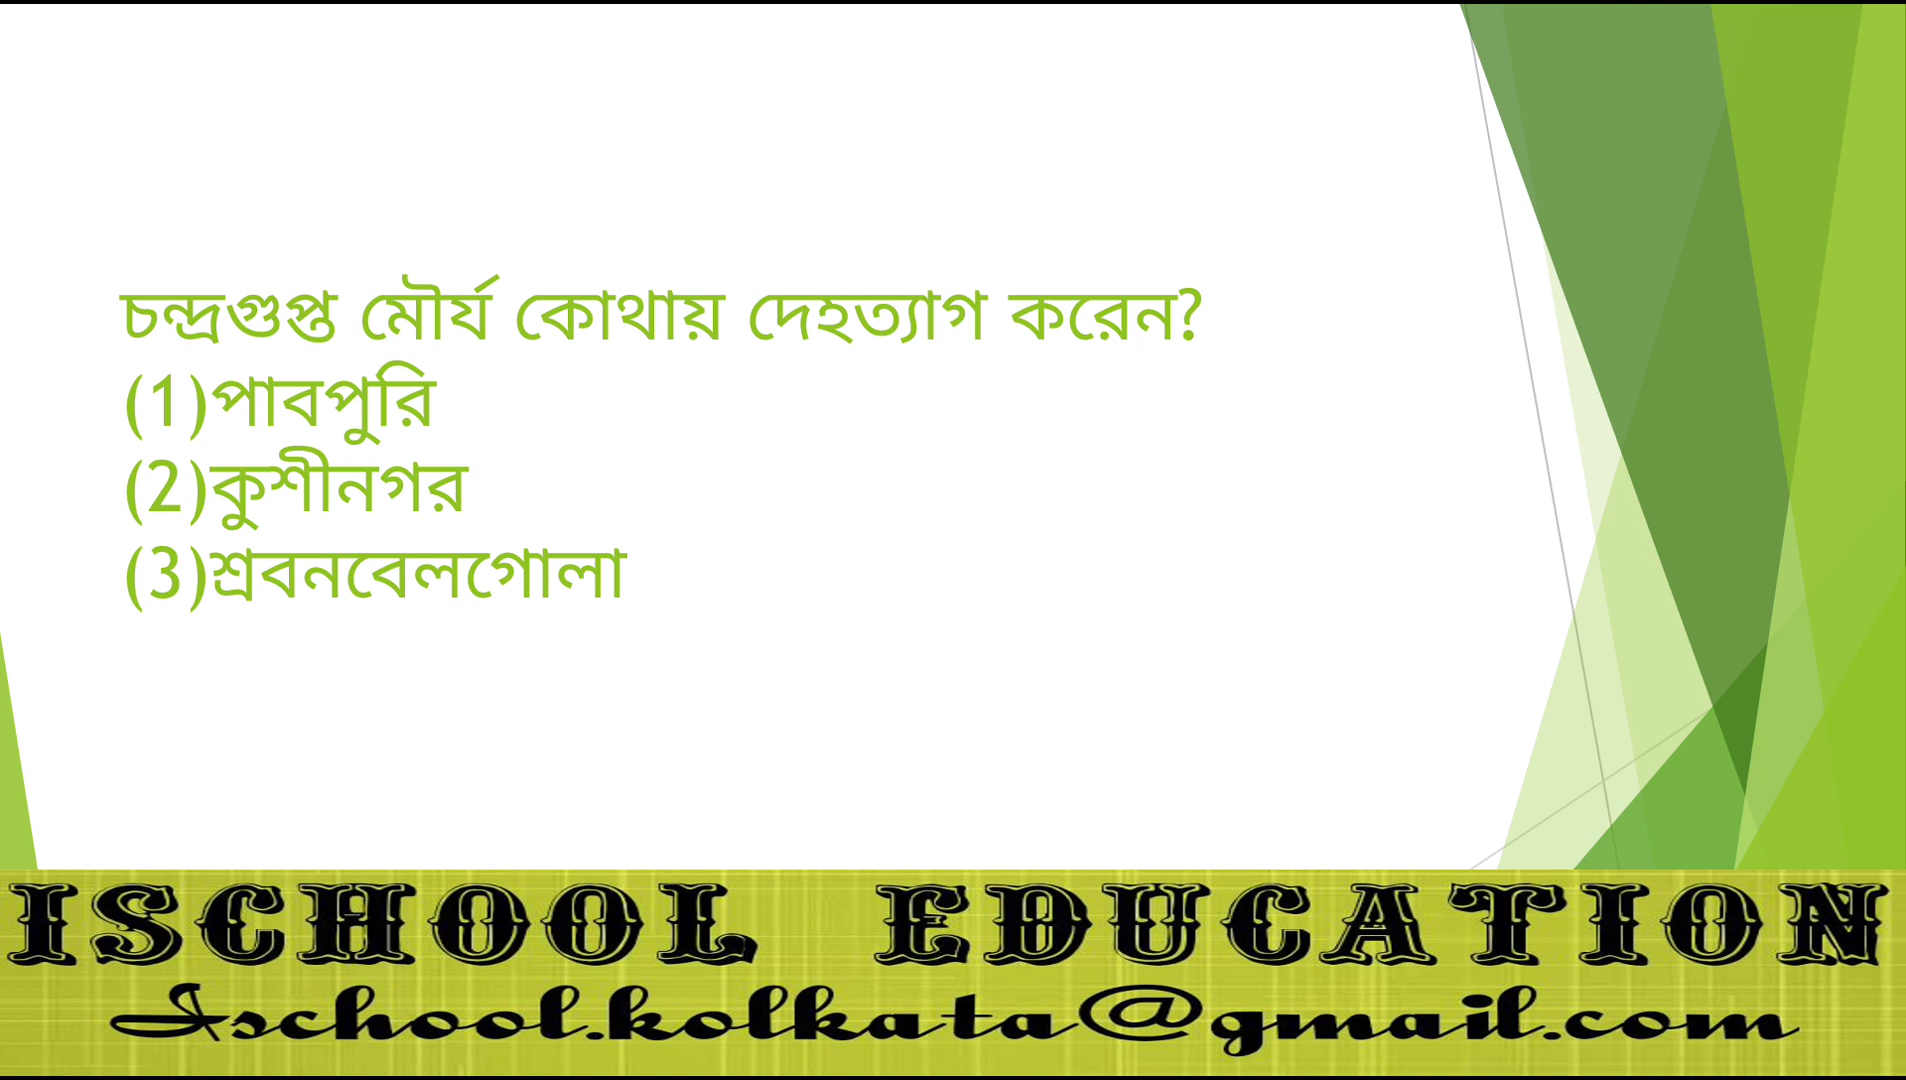 চন্দ্রগুপ্ত মৌর্য কোথায় দেহত্যাগ করেন?
(1)পাবপুরি
(2)কুশীনগর
(3)শ্রবনবেলগোলা
ISCHOOL EDUCATION
Ischool.kolkata@gmail.com